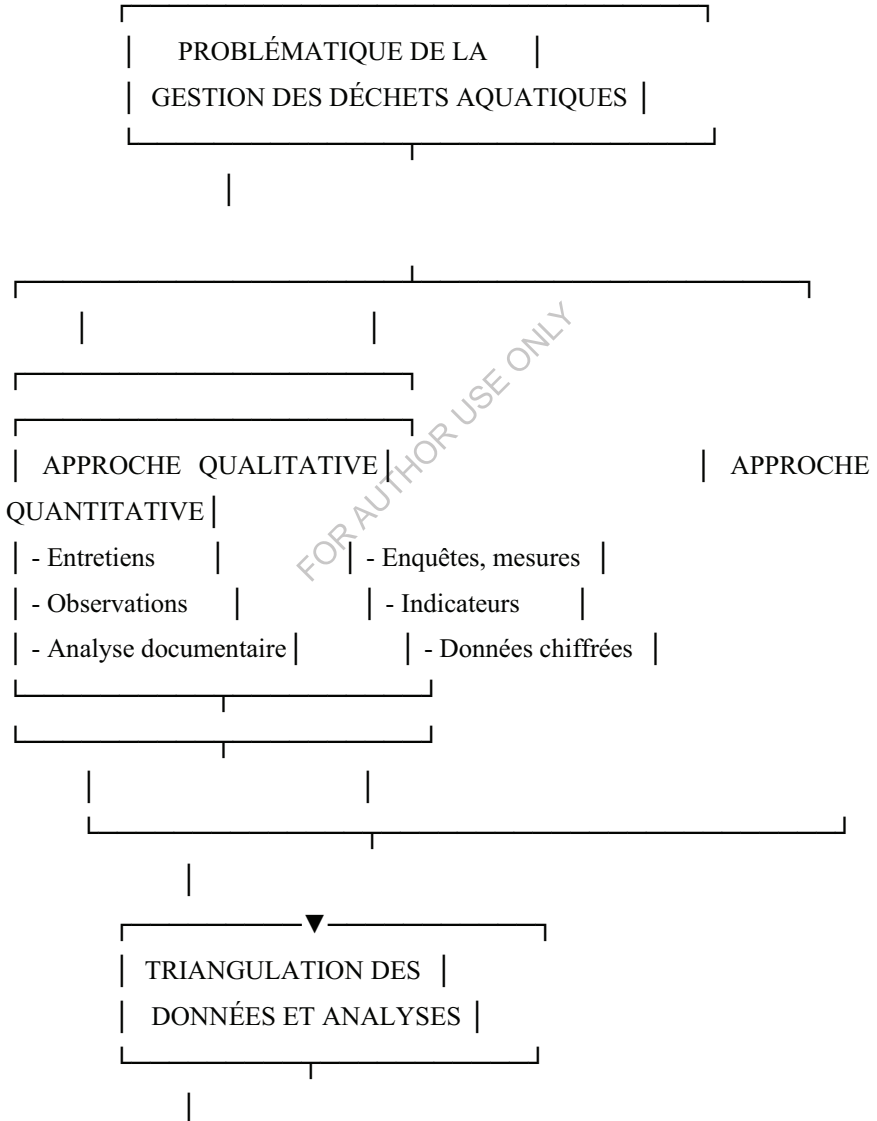 PROBLÉMATIQUE DE LA
GESTION DES DÉCHETS AQUATIQUES
APPROCHE QUALITATIVE APPROCHE
QUANTITATIVE
- Entretiens - Enquêtes, mesures
- Observations - Indicateurs
- Analyse documentaire - Données chiffrées
TRIANGULATION DES
DONNÉES ET ANALYSES
FOR AUTHOR USE ONLY